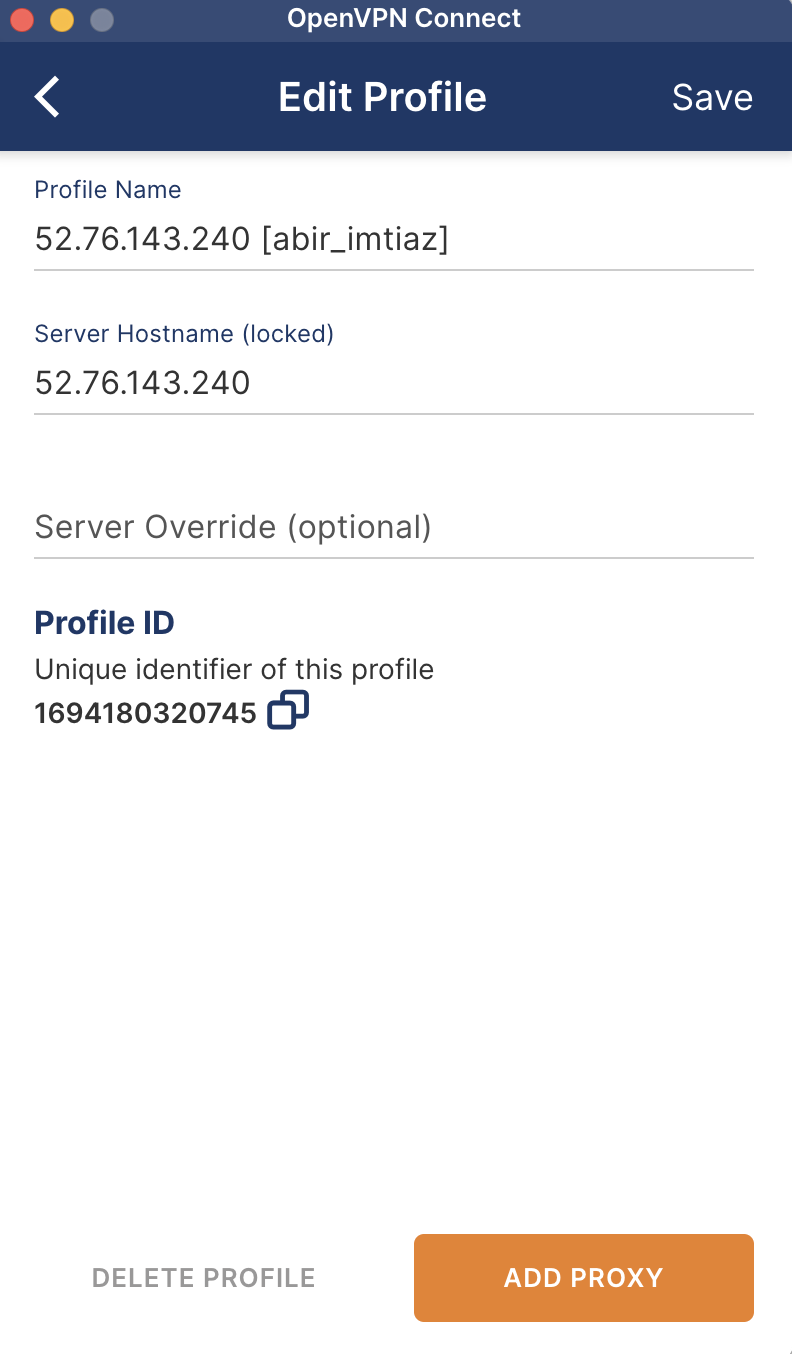 OpenVPN Connect
Edit Profile
Save
Profile Name
52.76.143.240 [abir_imtiaz]
Server Hostname (locked)
52.76.143.240
Server Override (optional)
Profile ID
Unique identifier of this profile
1694180320745
DELETE PROFILE
ADD PROXY